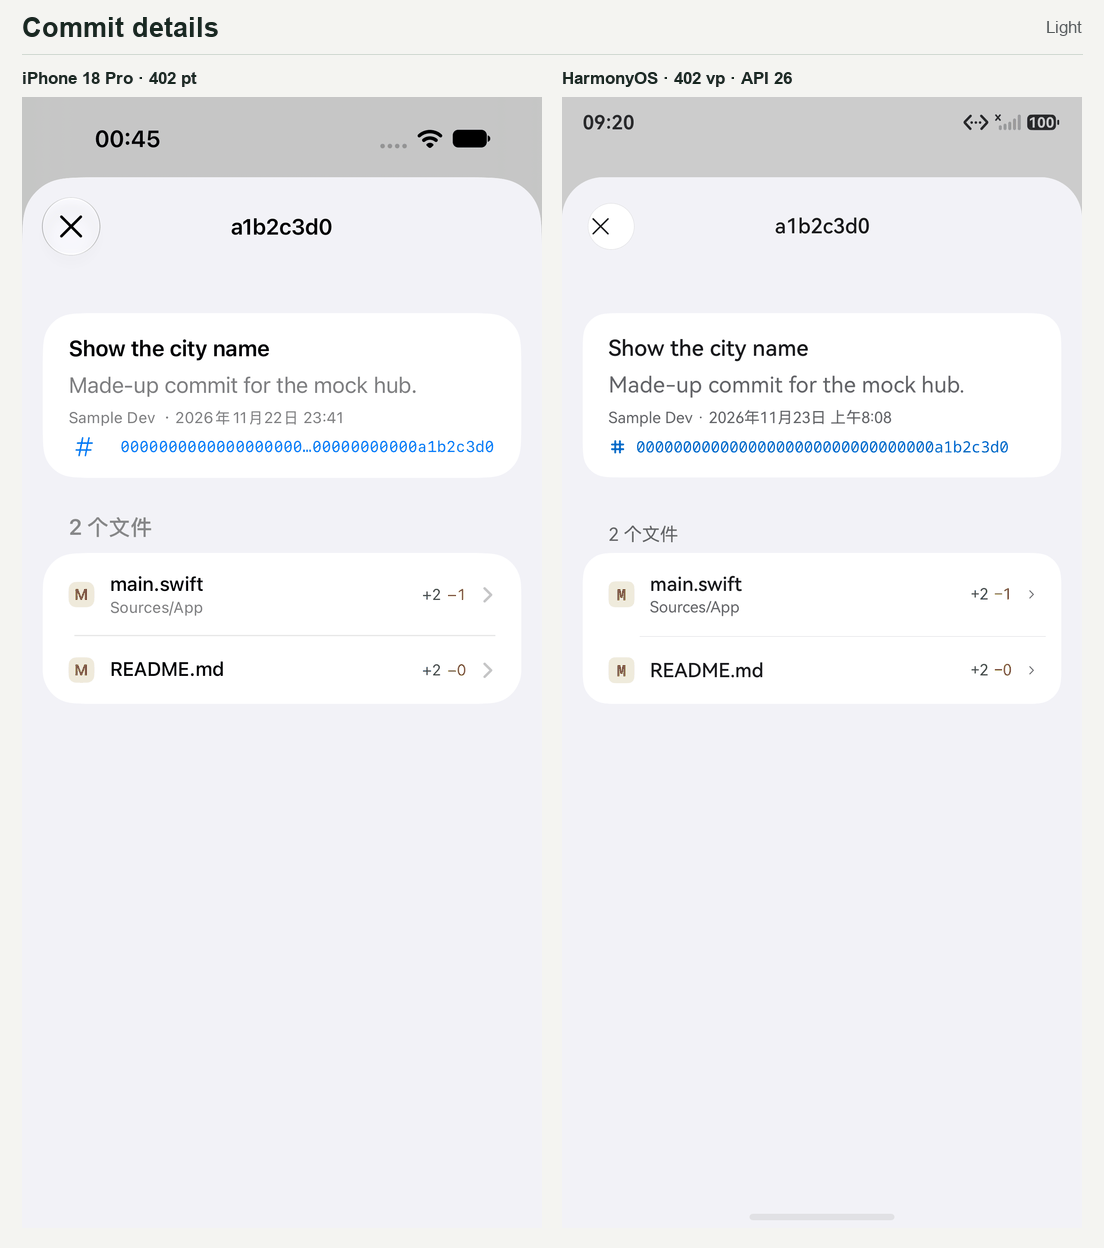 Commit details
Light
iPhone 18 Pro · 402 pt
00:45
a1b2c3d0
Show the city name
Made-up commit for the mock hub.
Sample Dev · 2026年11月22日 23:41
# 0000000000000000000…00000000000a1b2c3d0
2 个文件
M main.swift +2 −1
Sources/App
M README.md +2 −0
HarmonyOS · 402 vp · API 26
09:20
100
a1b2c3d0
Show the city name
Made-up commit for the mock hub.
Sample Dev · 2026年11月23日 上午8:08
# 00000000000000000000000000000000a1b2c3d0
2 个文件
M main.swift +2 −1
Sources/App
M README.md +2 −0